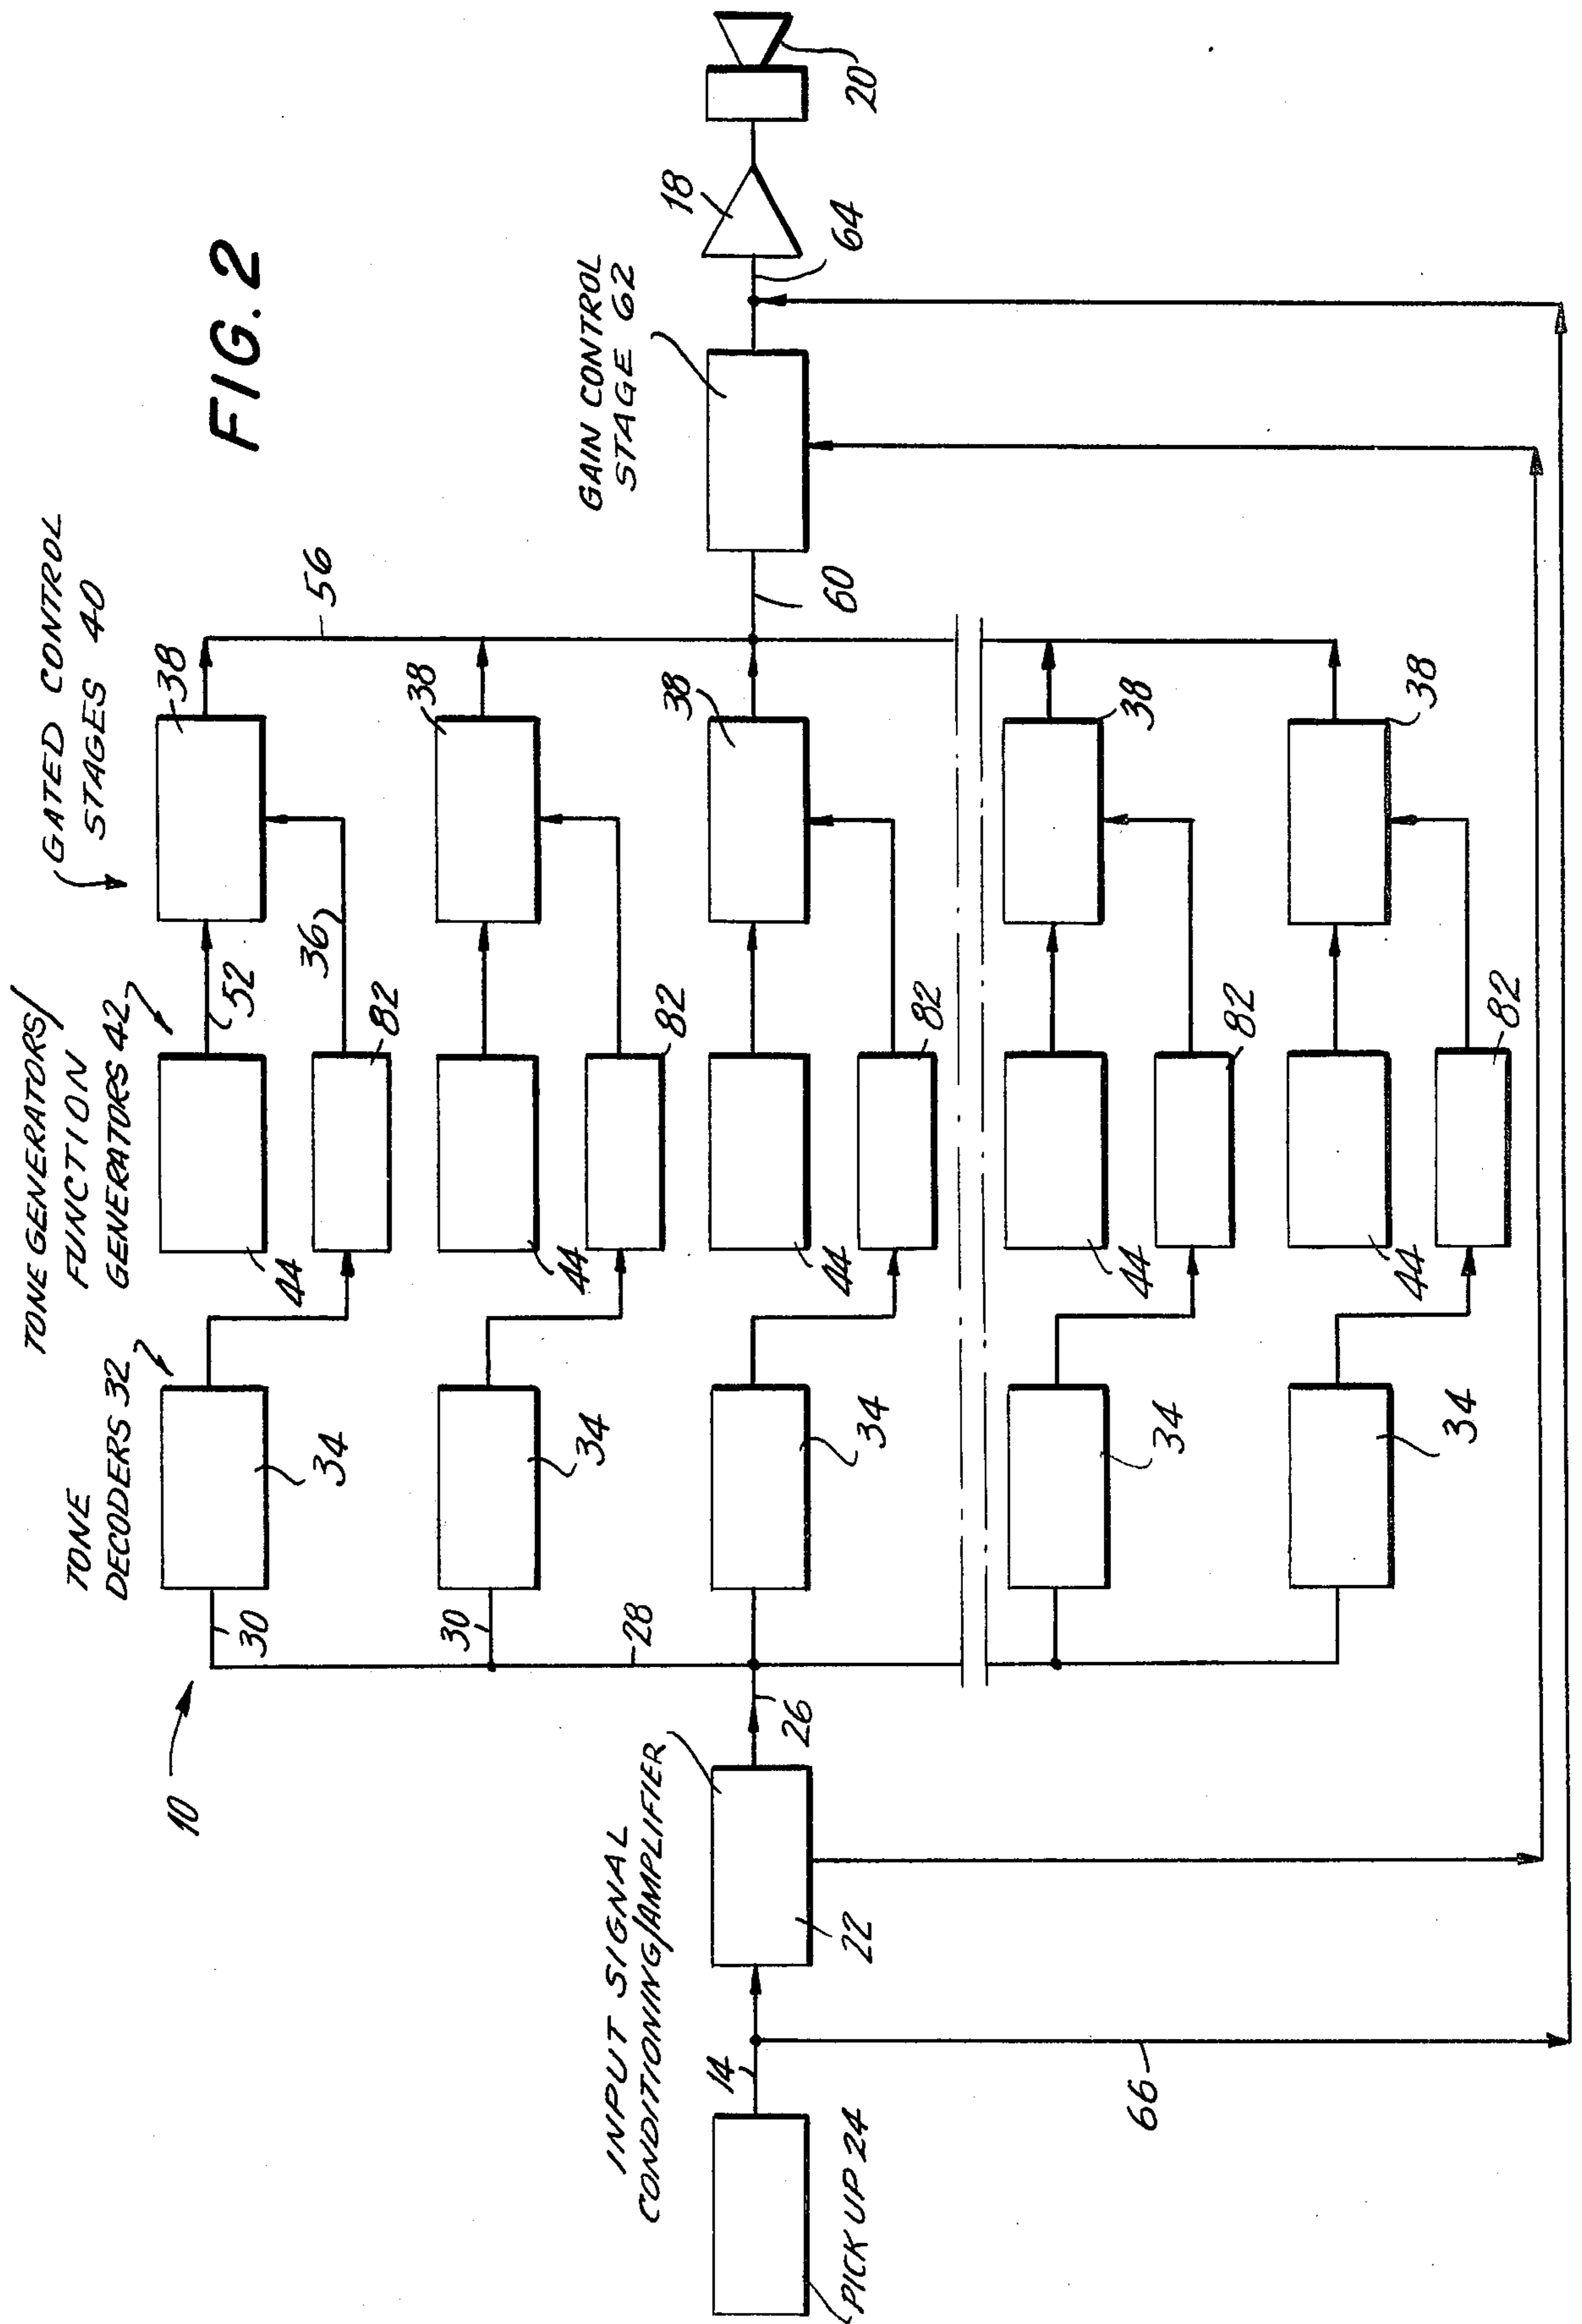 FIG. 2
10
TONE
DECODERS 32
TONE GENERATORS/
FUNCTION
GENERATORS 42
GATED CONTROL
STAGES 40
30
34
44
52
36
82
38
56
30
34
44
82
38
28
INPUT SIGNAL
CONDITIONING/AMPLIFIER
GAIN CONTROL
STAGE 62
PICK UP 24
14
22
26
34
44
82
38
60
64
18
20
34
44
82
38
34
44
82
38
66